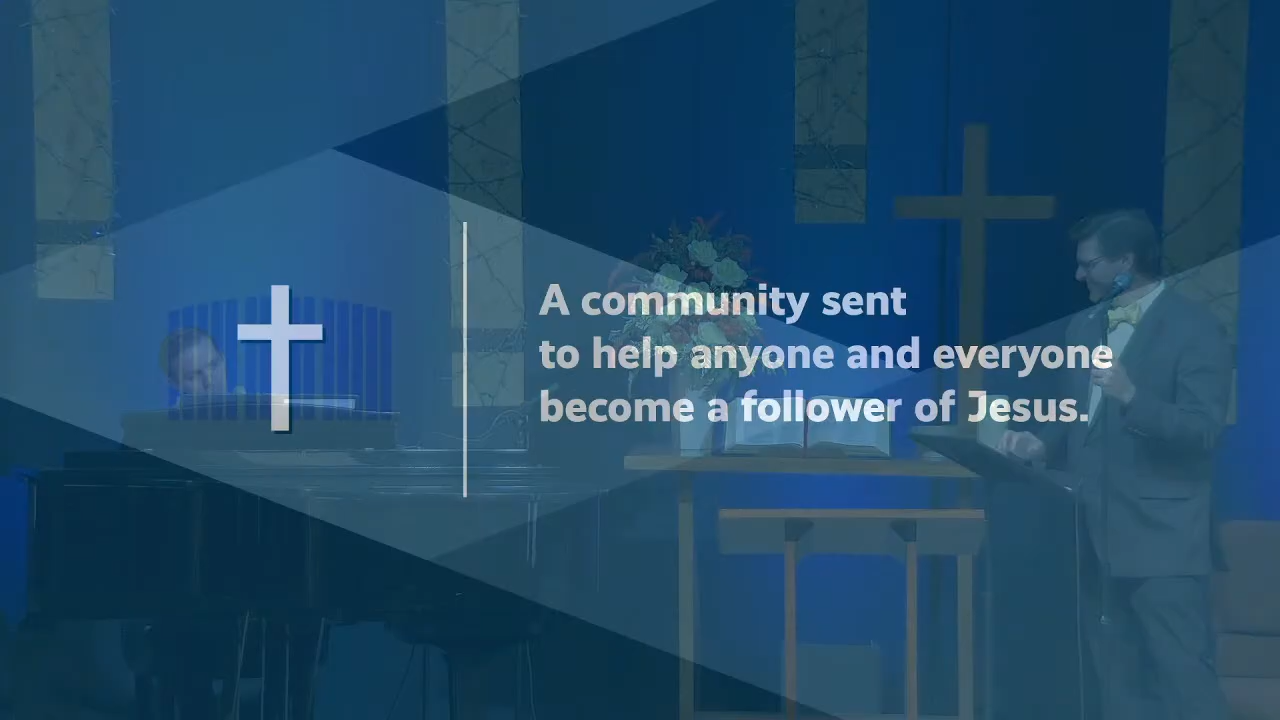 A community sent
to help anyone and everyone
become a follower of Jesus.